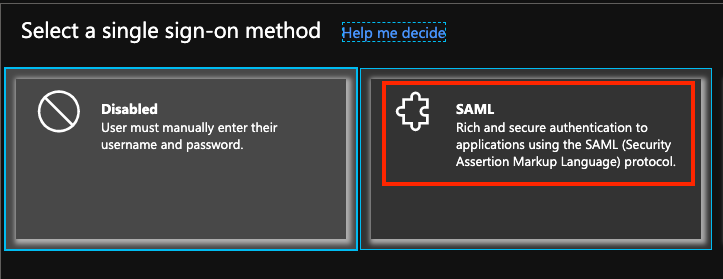 Select a single sign-on method Help me decide
Disabled
User must manually enter their
username and password.
SAML
Rich and secure authentication to
applications using the SAML (Security
Assertion Markup Language) protocol.